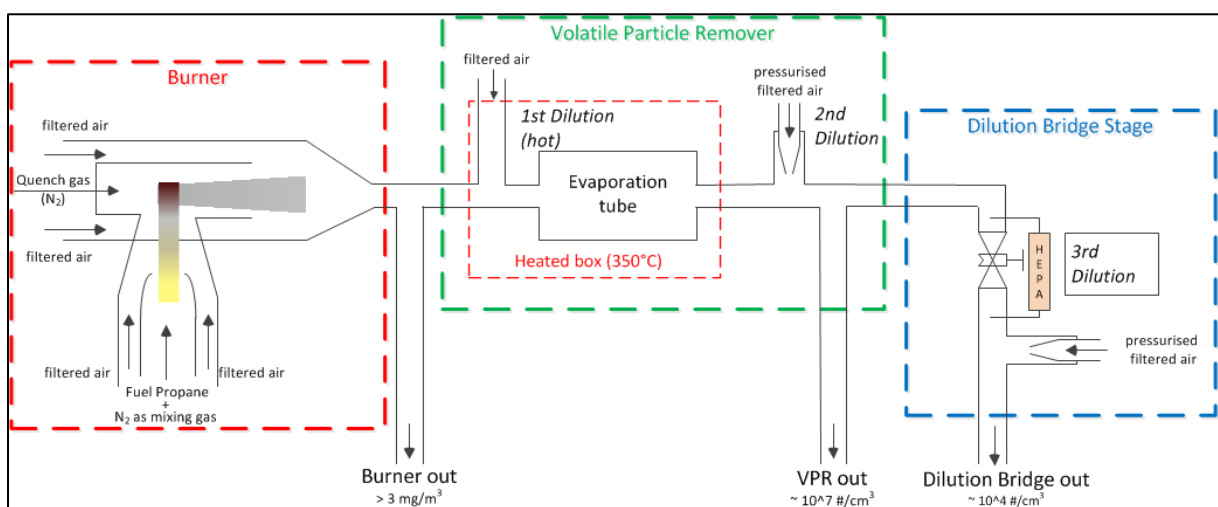 Burner
filtered air
Quench gas
(N₂)
filtered air
filtered air
filtered air
Fuel Propane
+
N₂ as mixing gas
Volatile Particle Remover
filtered air
1st Dilution
(hot)
Evaporation
tube
Heated box (350°C)
pressurised
filtered air
2nd
Dilution
Dilution Bridge Stage
HEPA
3rd
Dilution
pressurised
filtered air
Burner out
> 3 mg/m³
VPR out
~ 10^7 #/cm³
Dilution Bridge out
~ 10^4 #/cm³